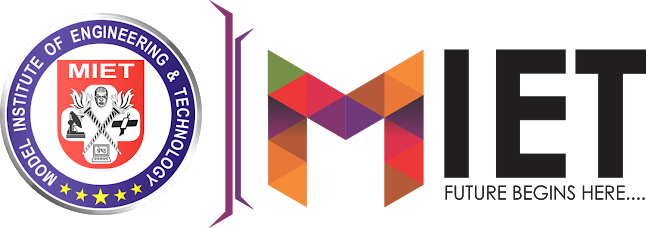 MODEL INSTITUTE OF ENGINEERING & TECHNOLOGY
MIET
MIET
FUTURE BEGINS HERE....